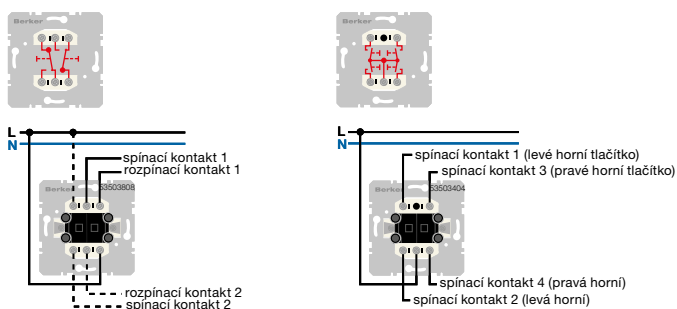 Berker
Berker
L
N
spínací kontakt 1
rozpínací kontakt 1
Berker
53503808
rozpínací kontakt 2
spínací kontakt 2
L
N
spínací kontakt 1 (levé horní tlačítko)
spínací kontakt 3 (pravé horní tlačítko)
Berker
53503404
spínací kontakt 4 (pravá horní)
spínací kontakt 2 (levá horní)